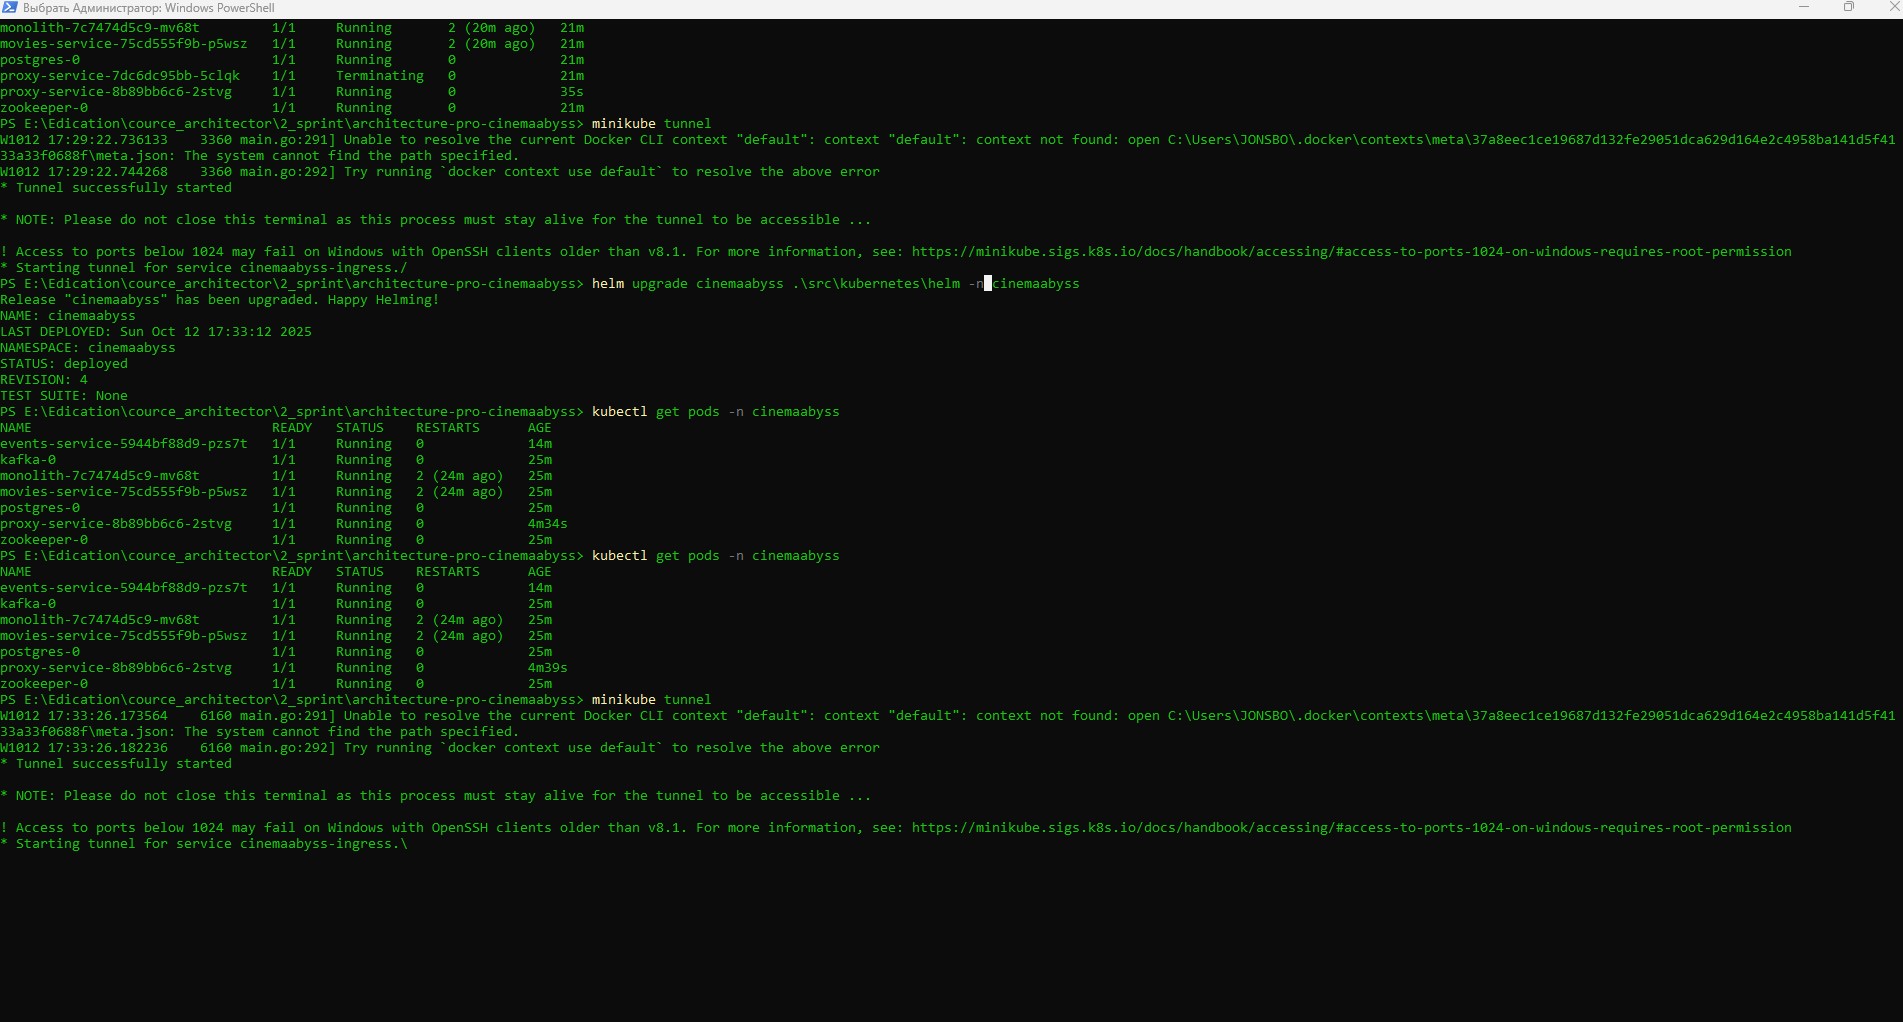 Выбрать Администратор: Windows PowerShell
monolith-7c7474d5c9-mv68t         1/1     Running       2 (20m ago)   21m
movies-service-75cd555f9b-p5wsz   1/1     Running       2 (20m ago)   21m
postgres-0                        1/1     Running       0             21m
proxy-service-7dc6dc95bb-5clqk    1/1     Terminating   0             21m
proxy-service-8b89bb6c6-2stvg     1/1     Running       0             35s
zookeeper-0                       1/1     Running       0             21m
PS E:\Edication\cource_architector\2_sprint\architecture-pro-cinemaabyss> minikube tunnel
W1012 17:29:22.736133    3360 main.go:291] Unable to resolve the current Docker CLI context "default": context "default": context not found: open C:\Users\JONSBO\.docker\contexts\meta\37a8eec1ce19687d132fe29051dca629d164e2c4958ba141d5f41
33a33f0688f\meta.json: The system cannot find the path specified.
W1012 17:29:22.744268    3360 main.go:292] Try running `docker context use default` to resolve the above error
* Tunnel successfully started
* NOTE: Please do not close this terminal as this process must stay alive for the tunnel to be accessible ...
! Access to ports below 1024 may fail on Windows with OpenSSH clients older than v8.1. For more information, see: https://minikube.sigs.k8s.io/docs/handbook/accessing/#access-to-ports-1024-on-windows-requires-root-permission
* Starting tunnel for service cinemaabyss-ingress./
PS E:\Edication\cource_architector\2_sprint\architecture-pro-cinemaabyss> helm upgrade cinemaabyss .\src\kubernetes\helm -n cinemaabyss
Release "cinemaabyss" has been upgraded. Happy Helming!
NAME: cinemaabyss
LAST DEPLOYED: Sun Oct 12 17:33:12 2025
NAMESPACE: cinemaabyss
STATUS: deployed
REVISION: 4
TEST SUITE: None
PS E:\Edication\cource_architector\2_sprint\architecture-pro-cinemaabyss> kubectl get pods -n cinemaabyss
NAME                              READY   STATUS    RESTARTS      AGE
events-service-5944bf88d9-pzs7t   1/1     Running   0             14m
kafka-0                           1/1     Running   0             25m
monolith-7c7474d5c9-mv68t         1/1     Running   2 (24m ago)   25m
movies-service-75cd555f9b-p5wsz   1/1     Running   2 (24m ago)   25m
postgres-0                        1/1     Running   0             25m
proxy-service-8b89bb6c6-2stvg     1/1     Running   0             4m34s
zookeeper-0                       1/1     Running   0             25m
PS E:\Edication\cource_architector\2_sprint\architecture-pro-cinemaabyss> kubectl get pods -n cinemaabyss
NAME                              READY   STATUS    RESTARTS      AGE
events-service-5944bf88d9-pzs7t   1/1     Running   0             14m
kafka-0                           1/1     Running   0             25m
monolith-7c7474d5c9-mv68t         1/1     Running   2 (24m ago)   25m
movies-service-75cd555f9b-p5wsz   1/1     Running   2 (24m ago)   25m
postgres-0                        1/1     Running   0             25m
proxy-service-8b89bb6c6-2stvg     1/1     Running   0             4m39s
zookeeper-0                       1/1     Running   0             25m
PS E:\Edication\cource_architector\2_sprint\architecture-pro-cinemaabyss> minikube tunnel
W1012 17:33:26.173564    6160 main.go:291] Unable to resolve the current Docker CLI context "default": context "default": context not found: open C:\Users\JONSBO\.docker\contexts\meta\37a8eec1ce19687d132fe29051dca629d164e2c4958ba141d5f41
33a33f0688f\meta.json: The system cannot find the path specified.
W1012 17:33:26.182236    6160 main.go:292] Try running `docker context use default` to resolve the above error
* Tunnel successfully started
* NOTE: Please do not close this terminal as this process must stay alive for the tunnel to be accessible ...
! Access to ports below 1024 may fail on Windows with OpenSSH clients older than v8.1. For more information, see: https://minikube.sigs.k8s.io/docs/handbook/accessing/#access-to-ports-1024-on-windows-requires-root-permission
* Starting tunnel for service cinemaabyss-ingress.\